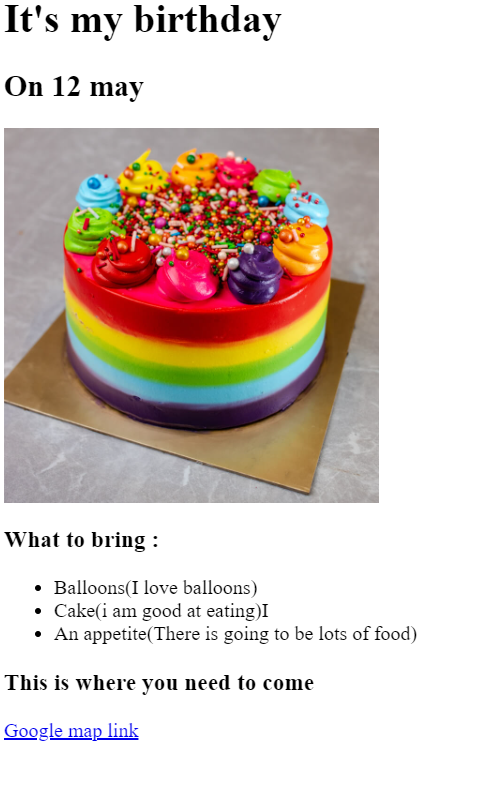 It's my birthday
On 12 may
What to bring :
Balloons(I love balloons)
Cake(i am good at eating)I
An appetite(There is going to be lots of food)
This is where you need to come
Google map link